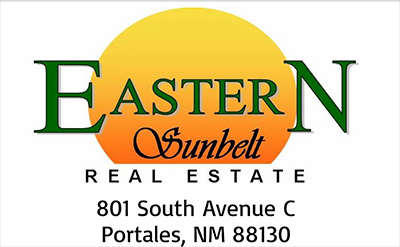 EASTERN
Sunbelt
REAL ESTATE
801 South Avenue C
Portales, NM 88130